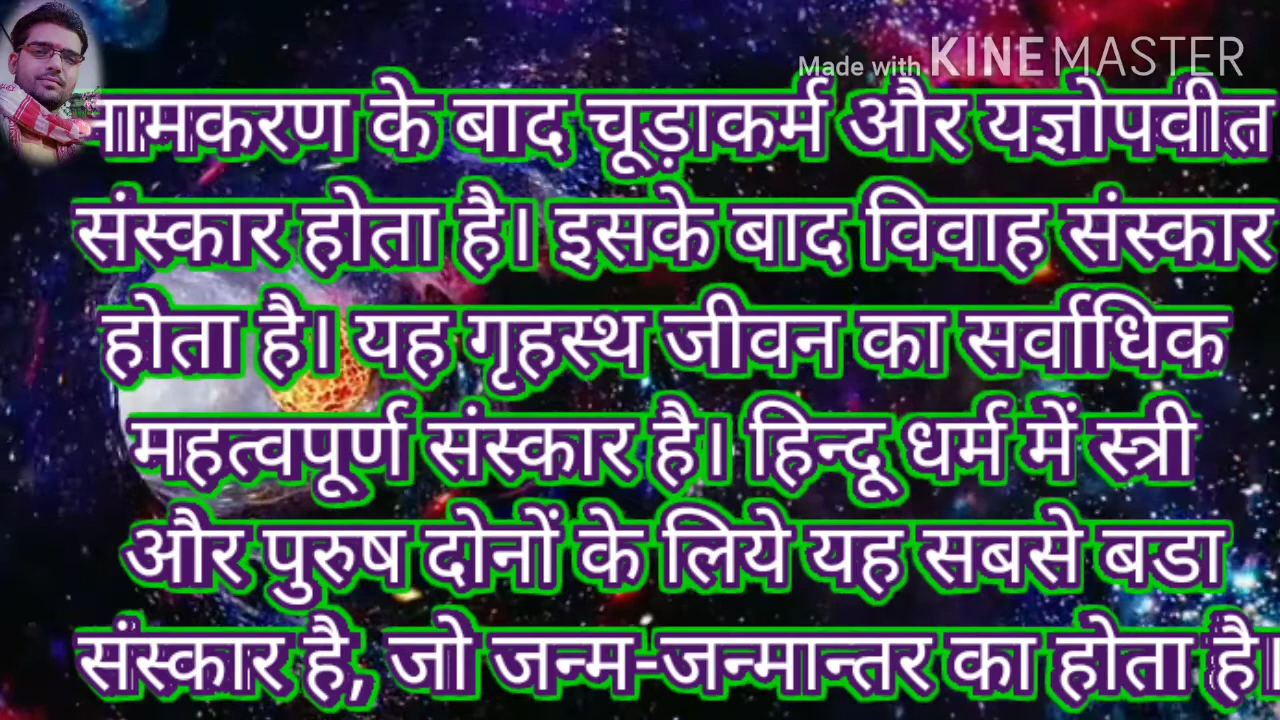 Made with KINEMASTER
नामकरण के बाद चूड़ाकर्म और यज्ञोपवीत
संस्कार होता है। इसके बाद विवाह संस्कार
होता है। यह गृहस्थ जीवन का सर्वाधिक
महत्वपूर्ण संस्कार है। हिन्दू धर्म में स्त्री
और पुरुष दोनों के लिये यह सबसे बडा
संस्कार है, जो जन्म-जन्मान्तर का होता है।